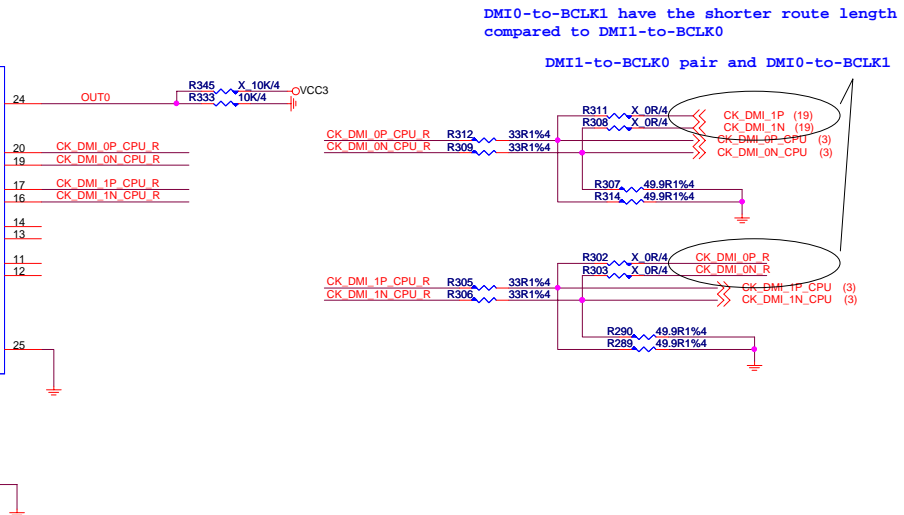 DMI0-to-BCLK1 have the shorter route length
compared to DMI1-to-BCLK0
DMI1-to-BCLK0 pair and DMI0-to-BCLK1
R345 X_10K/4 VCC3
24 OUT0 R333 10K/4
R311 X_0R/4 CK_DMI_1P (19)
R308 X_0R/4 CK_DMI_1N (19)
CK_DMI_0P_CPU_R R312 33R1%4 CK_DMI_0P_CPU (3)
CK_DMI_0N_CPU_R R309 33R1%4 CK_DMI_0N_CPU (3)
20 CK_DMI_0P_CPU_R
19 CK_DMI_0N_CPU_R
17 CK_DMI_1P_CPU_R
16 CK_DMI_1N_CPU_R
R307 49.9R1%4
R314 49.9R1%4
14
13
11
12
R302 X_0R/4 CK_DMI_0P_R
R303 X_0R/4 CK_DMI_0N_R
CK_DMI_1P_CPU_R R305 33R1%4 CK_DMI_1P_CPU (3)
CK_DMI_1N_CPU_R R306 33R1%4 CK_DMI_1N_CPU (3)
R290 49.9R1%4
R289 49.9R1%4
25